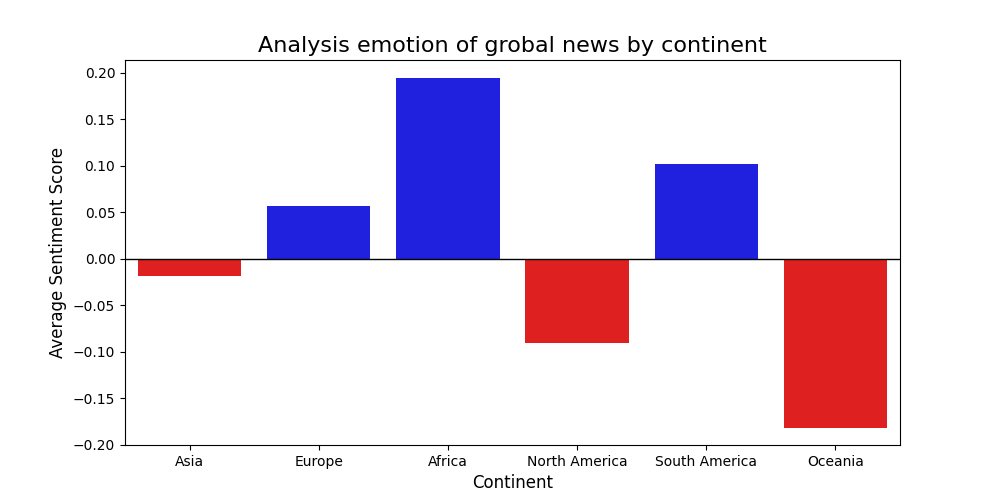 Analysis emotion of grobal news by continent
Average Sentiment Score
0.20
0.15
0.10
0.05
0.00
−0.05
−0.10
−0.15
−0.20
Asia
Europe
Africa
North America
South America
Oceania
Continent